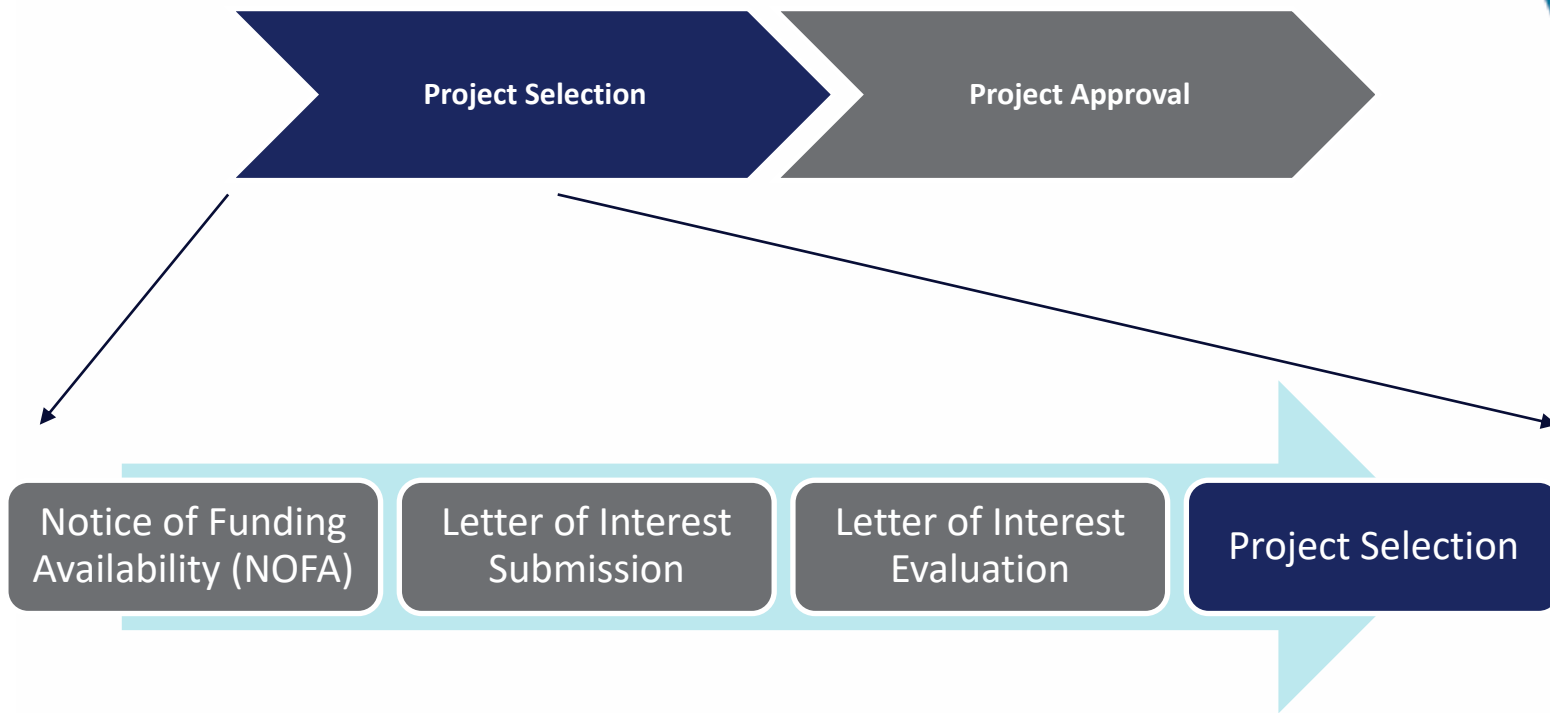 Project Selection
Project Approval
Notice of Funding
Availability (NOFA)
Letter of Interest
Submission
Letter of Interest
Evaluation
Project Selection